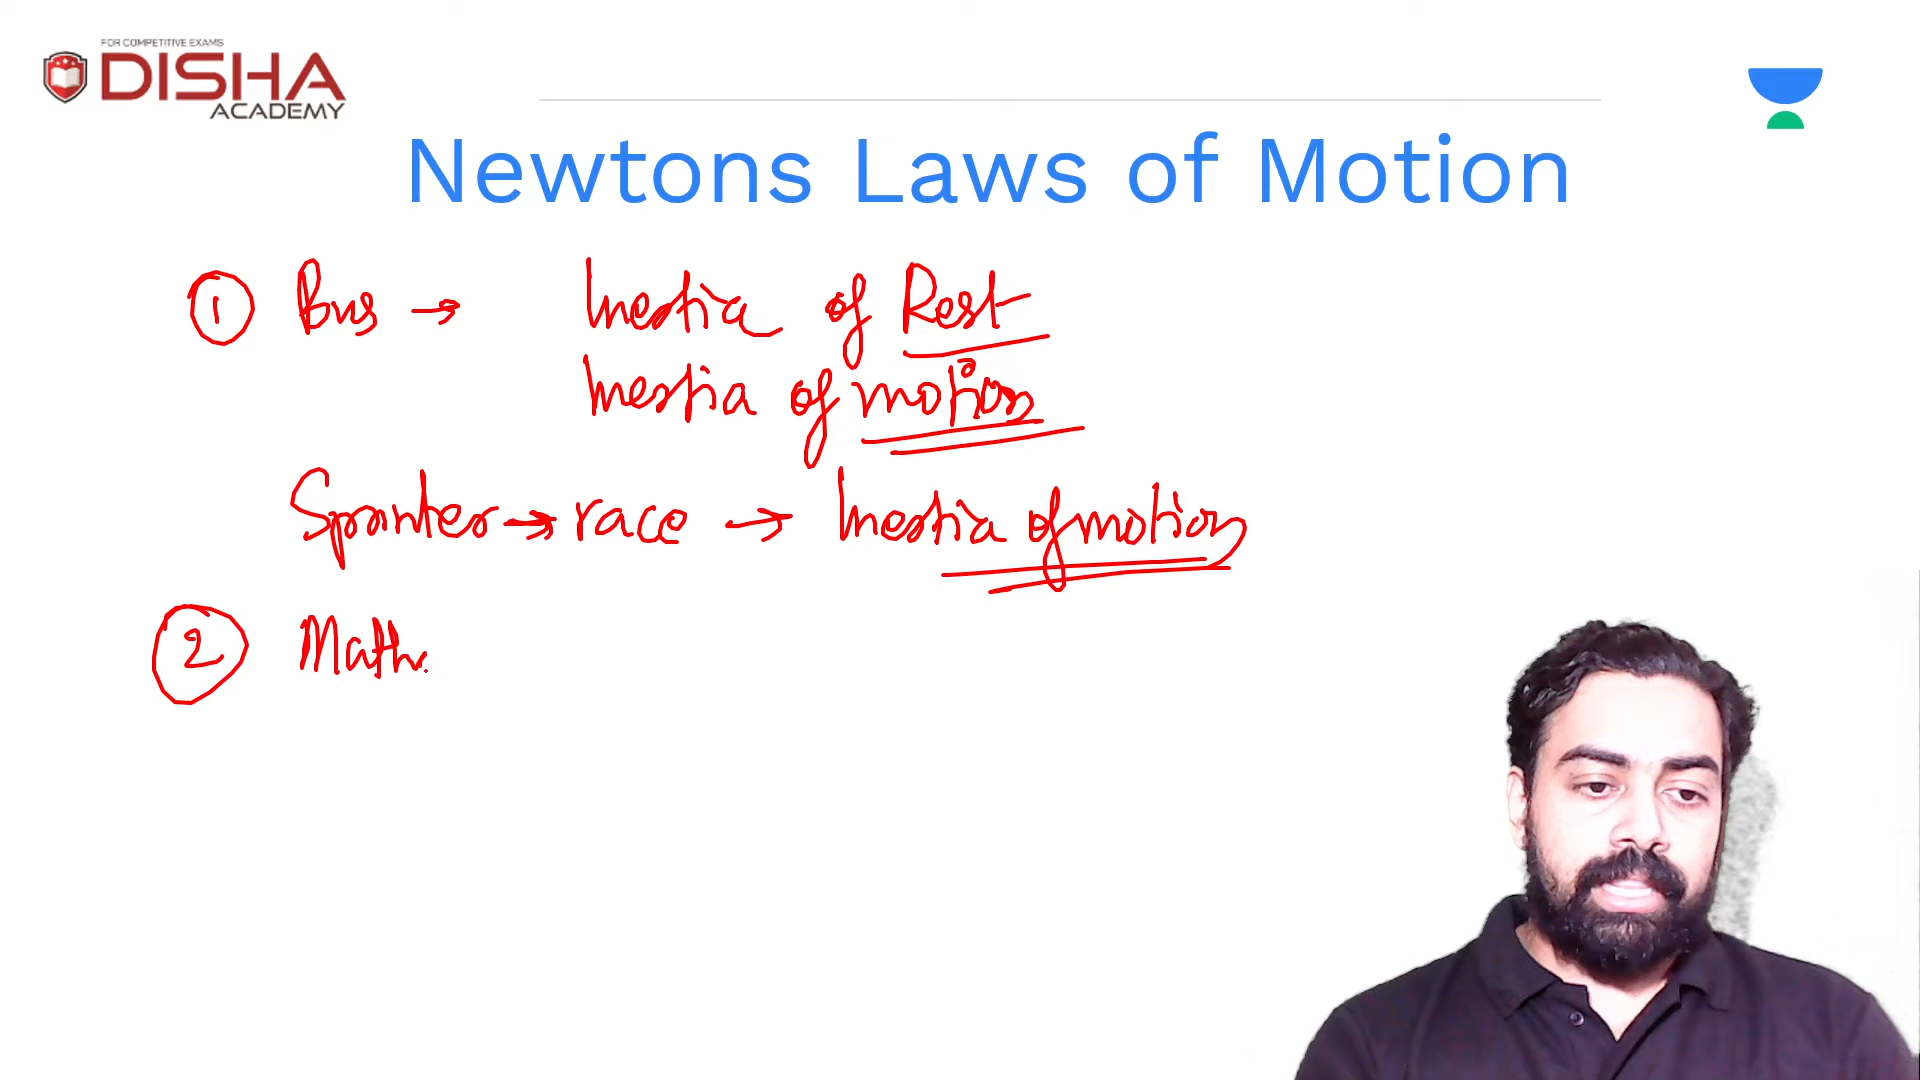 FOR COMPETITIVE EXAMS
DISHA
ACADEMY
Newtons Laws of Motion
① Bus → Inertia of Rest
Inertia of motion
Sprinter → race → Inertia of motion
② Math